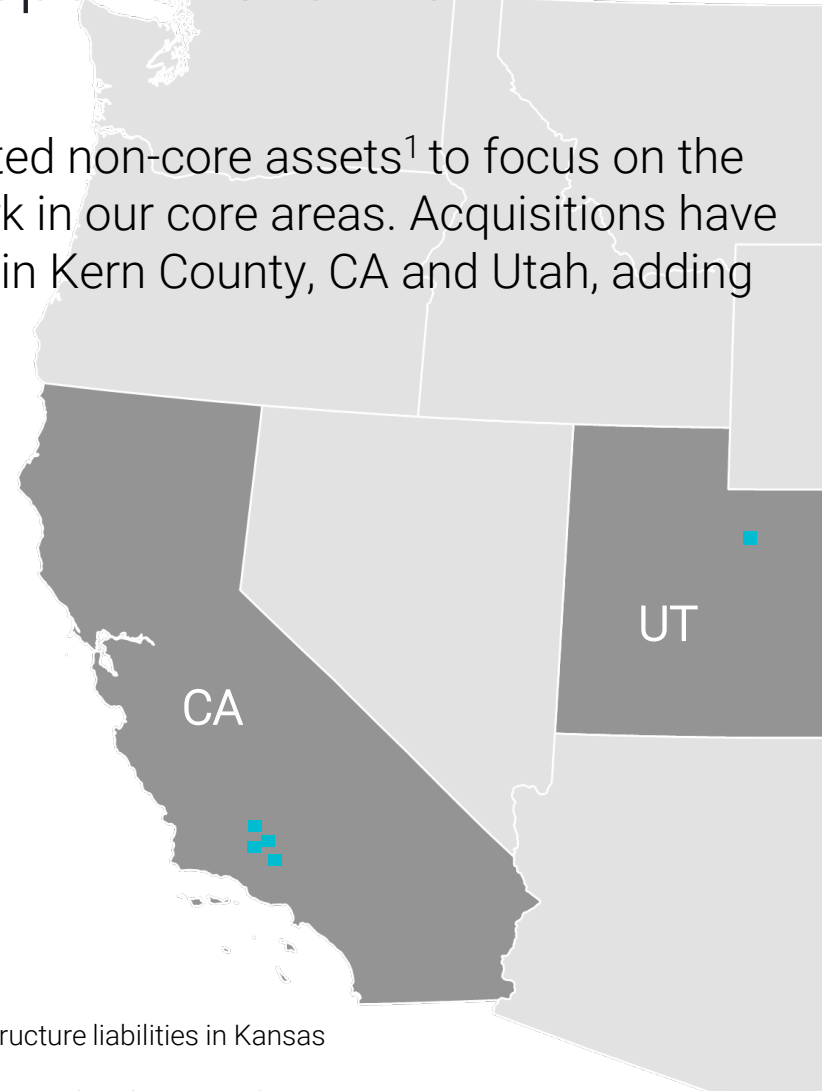 ted non-core assets1 to focus on the
k in our core areas. Acquisitions have
in Kern County, CA and Utah, adding
UT
CA
ructure liabilities in Kansas